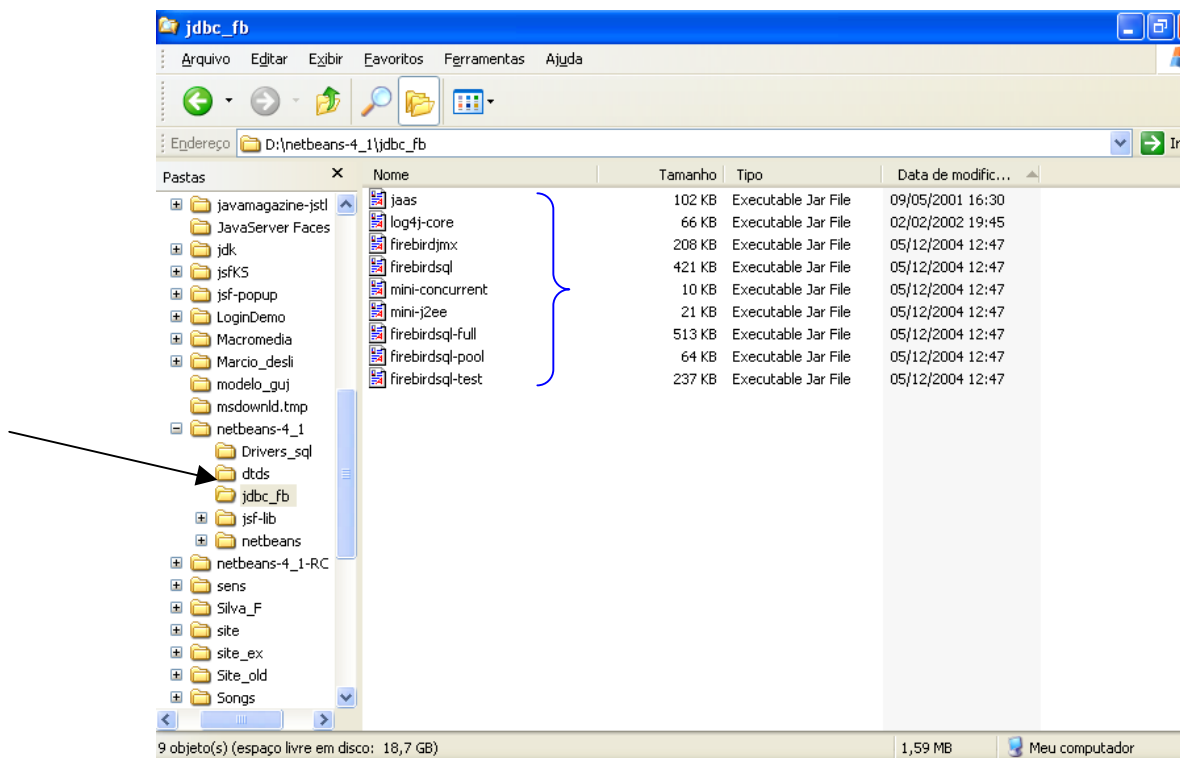 jdbc_fb
Arquivo Editar Exibir Favoritos Ferramentas Ajuda
Endereço D:\netbeans-4_1\jdbc_fb Ir
Pastas
javamagazine-jstl
JavaServer Faces
jdk
jsfKS
jsf-popup
LoginDemo
Macromedia
Marcio_desli
modelo_guj
msdownld.tmp
netbeans-4_1
Drivers_sql
dtds
jdbc_fb
jsf-lib
netbeans
netbeans-4_1-RC
sens
Silva_F
site
site_ex
Site_old
Songs
Nome Tamanho Tipo Data de modific...
jaas 102 KB Executable Jar File 09/05/2001 16:30
log4j-core 66 KB Executable Jar File 02/02/2002 19:45
firebirdjmx 208 KB Executable Jar File 05/12/2004 12:47
firebirdsql 421 KB Executable Jar File 05/12/2004 12:47
mini-concurrent 10 KB Executable Jar File 05/12/2004 12:47
mini-j2ee 21 KB Executable Jar File 05/12/2004 12:47
firebirdsql-full 513 KB Executable Jar File 05/12/2004 12:47
firebirdsql-pool 64 KB Executable Jar File 05/12/2004 12:47
firebirdsql-test 237 KB Executable Jar File 05/12/2004 12:47
9 objeto(s) (espaço livre em disco: 18,7 GB) 1,59 MB Meu computador